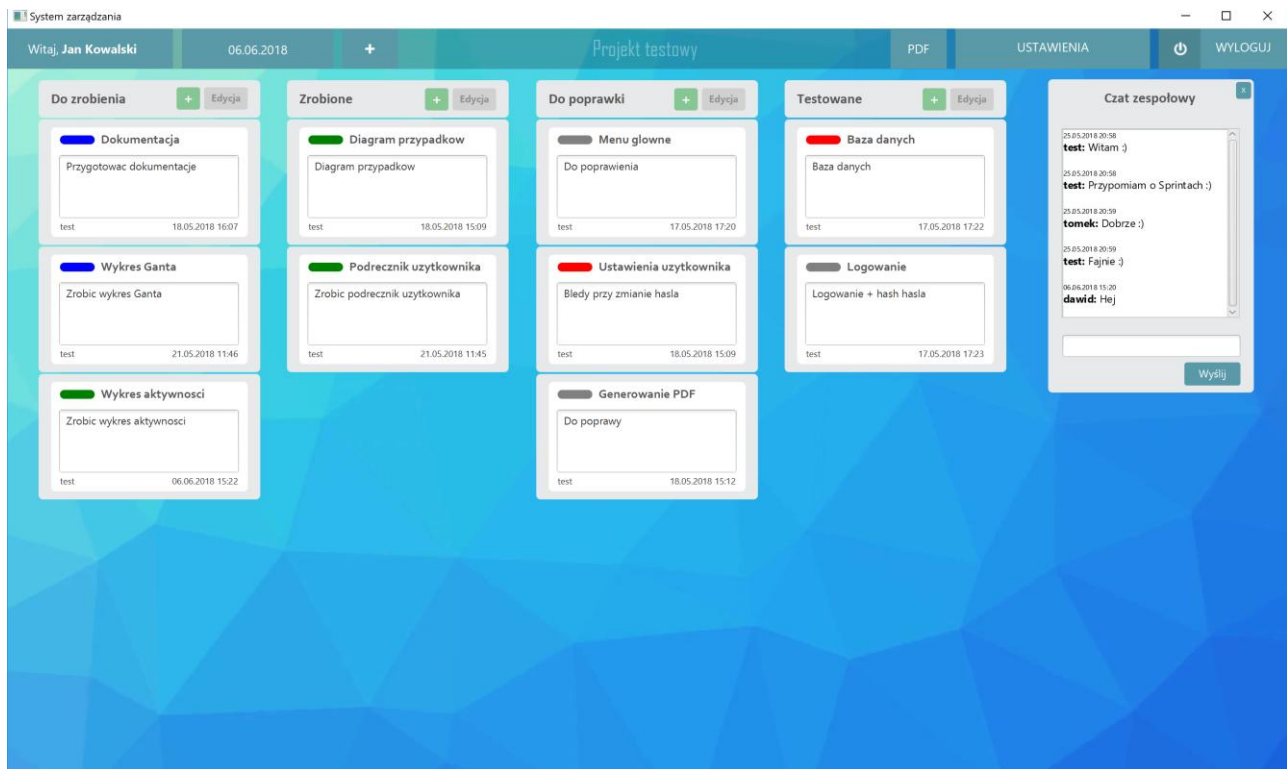 System zarządzania
Witaj, Jan Kowalski
06.06.2018
+
Projekt testowy
PDF
USTAWIENIA
WYLOGUJ
Do zrobienia
+
Edycja
Dokumentacja
Przygotowac dokumentacje
test 18.05.2018 16:07
Wykres Ganta
Zrobic wykres Ganta
test 21.05.2018 11:46
Wykres aktywnosci
Zrobic wykres aktywnosci
test 06.06.2018 15:22
Zrobione
+
Edycja
Diagram przypadkow
Diagram przypadkow
test 18.05.2018 15:09
Podrecznik uzytkownika
Zrobic podrecznik uzytkownika
test 21.05.2018 11:45
Do poprawki
+
Edycja
Menu glowne
Do poprawienia
test 17.05.2018 17:20
Ustawienia uzytkownika
Bledy przy zmianie hasla
test 18.05.2018 15:09
Generowanie PDF
Do poprawy
test 18.05.2018 15:12
Testowane
+
Edycja
Baza danych
Baza danych
test 17.05.2018 17:22
Logowanie
Logowanie + hash hasla
test 17.05.2018 17:23
Czat zespołowy
x
25.05.2018 20:58
test: Witam :)
25.05.2018 20:58
test: Przypomiam o Sprintach :)
25.05.2018 20:59
tomek: Dobrze :)
25.05.2018 20:59
test: Fajnie :)
06.06.2018 15:20
dawid: Hej
Wyślij